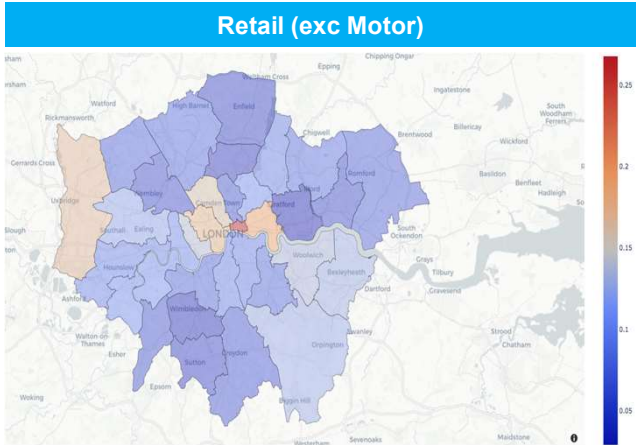 Retail (exc Motor)
Chipping Ongar
Epping
Waltham Cross
Ingatestone
0.25
Watford
High Barnet
Enfield
South
Woodham
Ferrers
Rickmansworth
Billericay
Chigwell
Brentwood
Wickford
Gerrards Cross
Romford
Basildon
Benfleet
0.2
Wembley
Ilford
Hadleigh
Uxbridge
Camden Town
Stratford
Slough
Southall
Ealing
LONDON
South
Ockendon
0.15
Woolwich
Grays
Hounslow
Bexleyheath
Tilbury
Ashford
Dartford
Gravesend
Wimbledon
0.1
Walton on
-Thames
Swanley
Strood
Esher
Croydon
Orpington
Chatham
Sutton
Epsom
Woking
Biggin Hill
0.05
Westerham
Sevenoaks
Maidstone